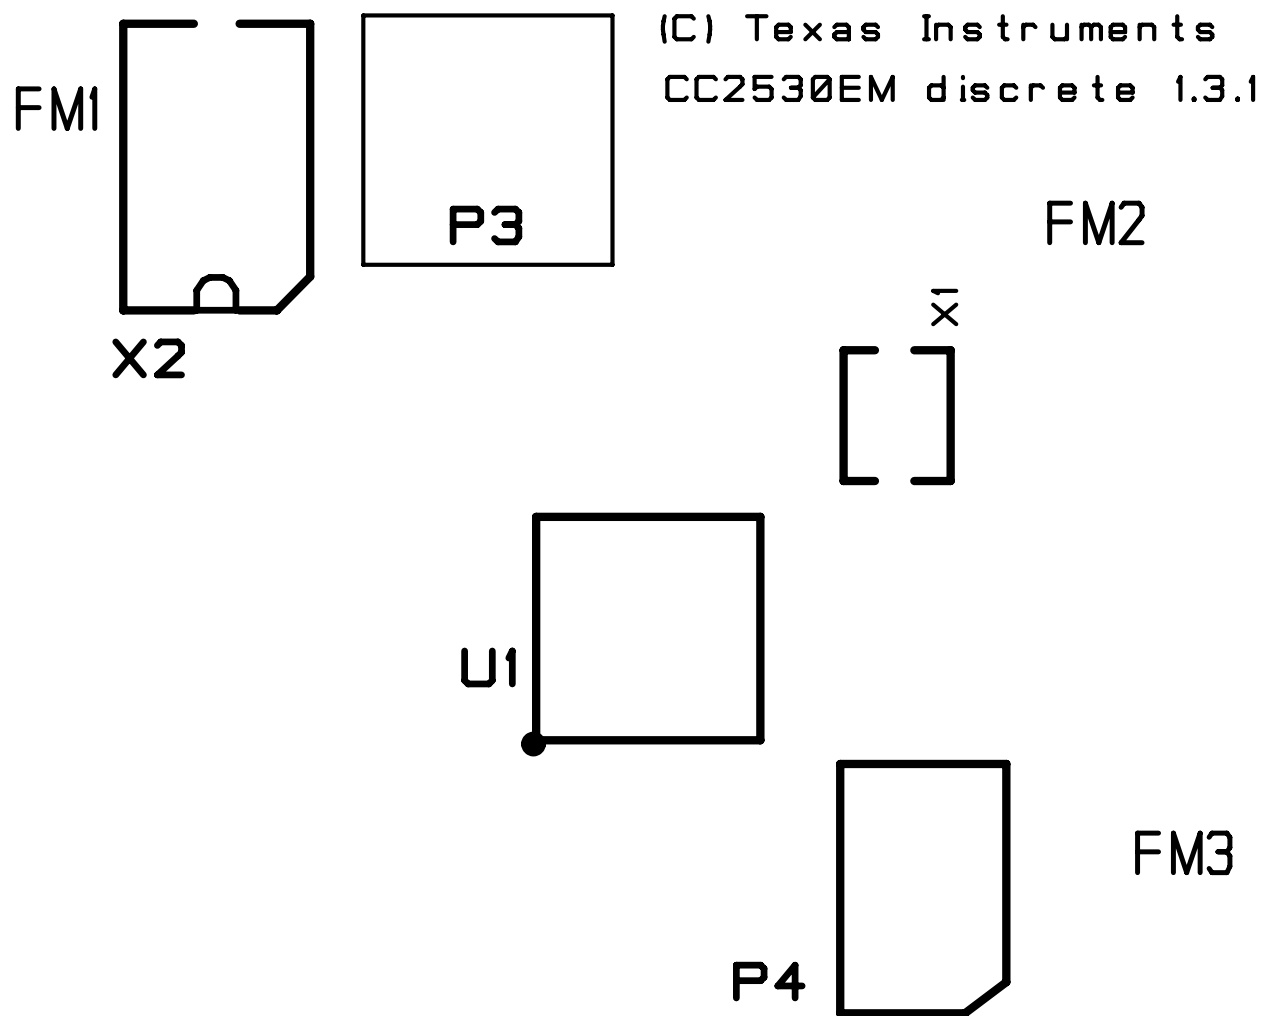 (C) Texas Instruments
CC2530EM discrete 1.3.1
FM1
P3
FM2
X1
X2
U1
FM3
P4